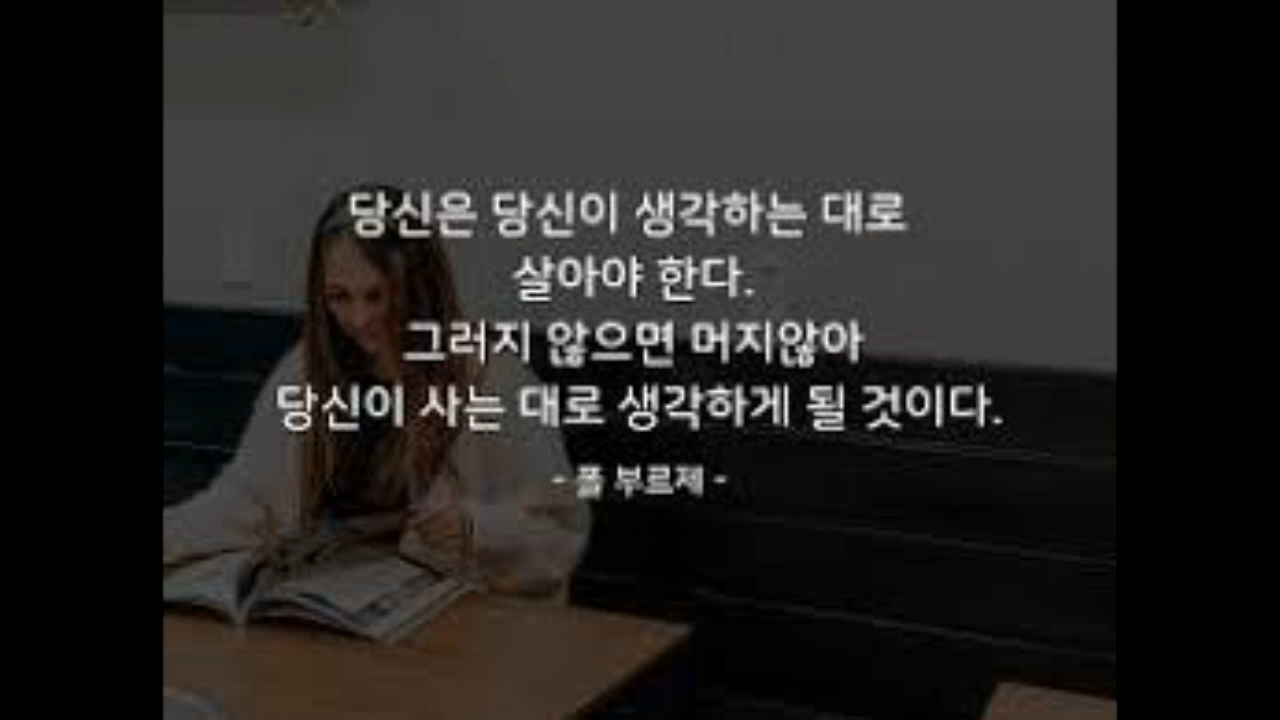 당신은 당신이 생각하는 대로
살아야 한다.
그러지 않으면 머지않아
당신이 사는 대로 생각하게 될 것이다.
- 폴 부르제 -